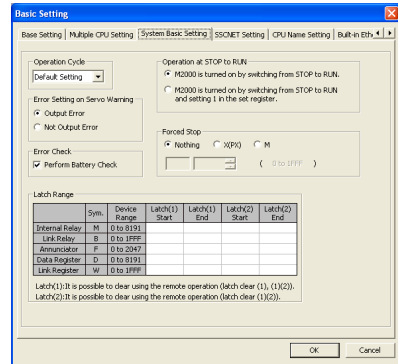 Basic Setting
Base Setting | Multiple CPU Setting | System Basic Setting | SSCNET Setting | CPU Name Setting | Built-in Eth
Operation Cycle
Default Setting
Error Setting on Servo Warning
Output Error
Not Output Error
Error Check
Perform Battery Check
Operation at STOP to RUN
M2000 is turned on by switching from STOP to RUN.
M2000 is turned on by switching from STOP to RUN
and setting 1 in the set register.
Forced Stop
Nothing X(PX) M
( 0 to 1FFF )
Latch Range
Sym. Device Range Latch(1) Start Latch(1) End Latch(2) Start Latch(2) End
Internal Relay M 0 to 8191
Link Relay B 0 to 1FFF
Annunciator F 0 to 2047
Data Register D 0 to 8191
Link Register W 0 to 1FFF
Latch(1):It is possible to clear using the remote operation (latch clear (1), (1)(2)).
Latch(2):It is possible to clear using the remote operation (latch clear (1)(2)).
OK Cancel